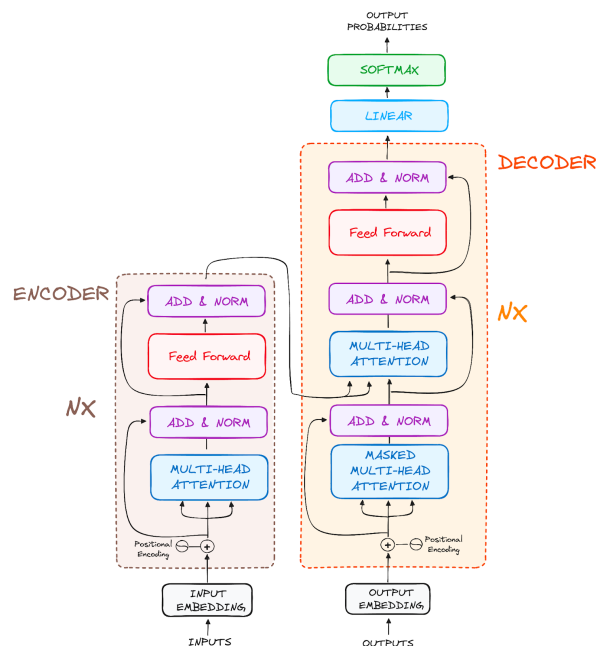 OUTPUT
PROBABILITIES
SOFTMAX
LINEAR
DECODER
ADD & NORM
Feed Forward
ADD & NORM
NX
MULTI-HEAD
ATTENTION
ADD & NORM
MASKED
MULTI-HEAD
ATTENTION
Positional
Encoding
OUTPUT
EMBEDDING
OUTPUTS
ENCODER
ADD & NORM
Feed Forward
NX
ADD & NORM
MULTI-HEAD
ATTENTION
Positional
Encoding
INPUT
EMBEDDING
INPUTS